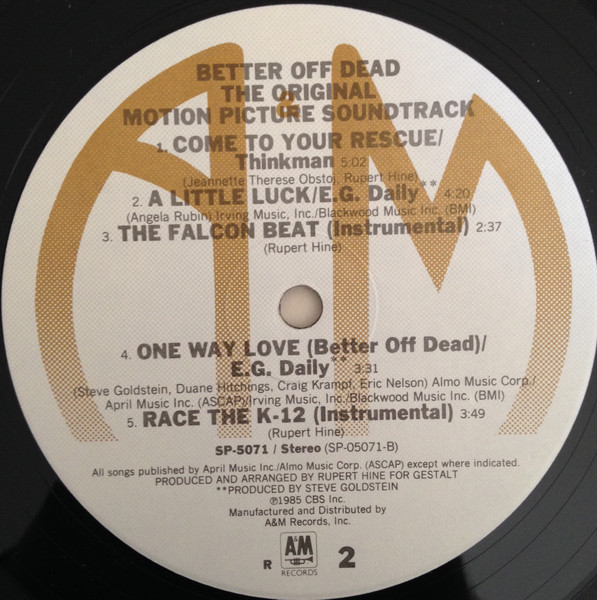 BETTER OFF DEAD
THE ORIGINAL
MOTION PICTURE SOUNDTRACK
1. COME TO YOUR RESCUE/
Thinkman 5:02
(Jeannette Therese Obstoj, Rupert Hine)
2. A LITTLE LUCK/E.G. Daily** 4:20
(Angela Rubin) Irving Music, Inc./Blackwood Music Inc. (BMI)
3. THE FALCON BEAT (Instrumental) 2:37
(Rupert Hine)
4. ONE WAY LOVE (Better Off Dead)/
E.G. Daily** 3:31
(Steve Goldstein, Duane Hitchings, Craig Krampf, Eric Nelson) Almo Music Corp./
April Music Inc. (ASCAP)/Irving Music, Inc./Blackwood Music Inc. (BMI)
5. RACE THE K-12 (Instrumental) 3:49
(Rupert Hine)
SP-5071 / Stereo (SP-05071-B)
All songs published by April Music Inc./Almo Music Corp. (ASCAP) except where indicated.
PRODUCED AND ARRANGED BY RUPERT HINE FOR GESTALT
**PRODUCED BY STEVE GOLDSTEIN
℗1985 CBS Inc.
Manufactured and Distributed by
A&M Records, Inc.
R A&M RECORDS 2